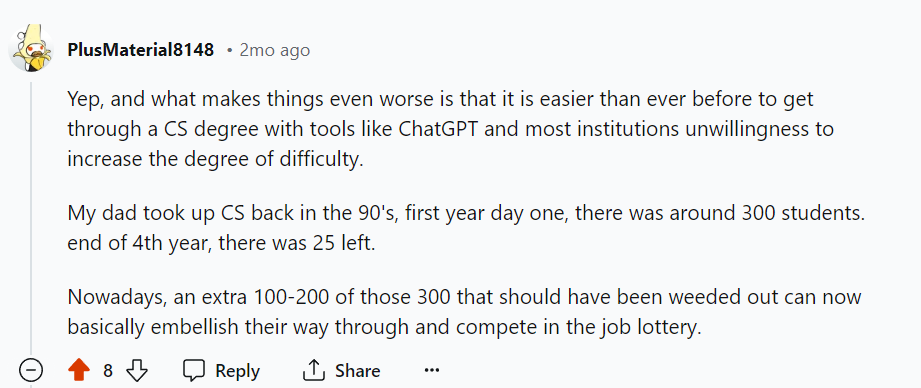 PlusMaterial8148 • 2mo ago
Yep, and what makes things even worse is that it is easier than ever before to get
through a CS degree with tools like ChatGPT and most institutions unwillingness to
increase the degree of difficulty.
My dad took up CS back in the 90's, first year day one, there was around 300 students.
end of 4th year, there was 25 left.
Nowadays, an extra 100-200 of those 300 that should have been weeded out can now
basically embellish their way through and compete in the job lottery.
8 Reply Share ...